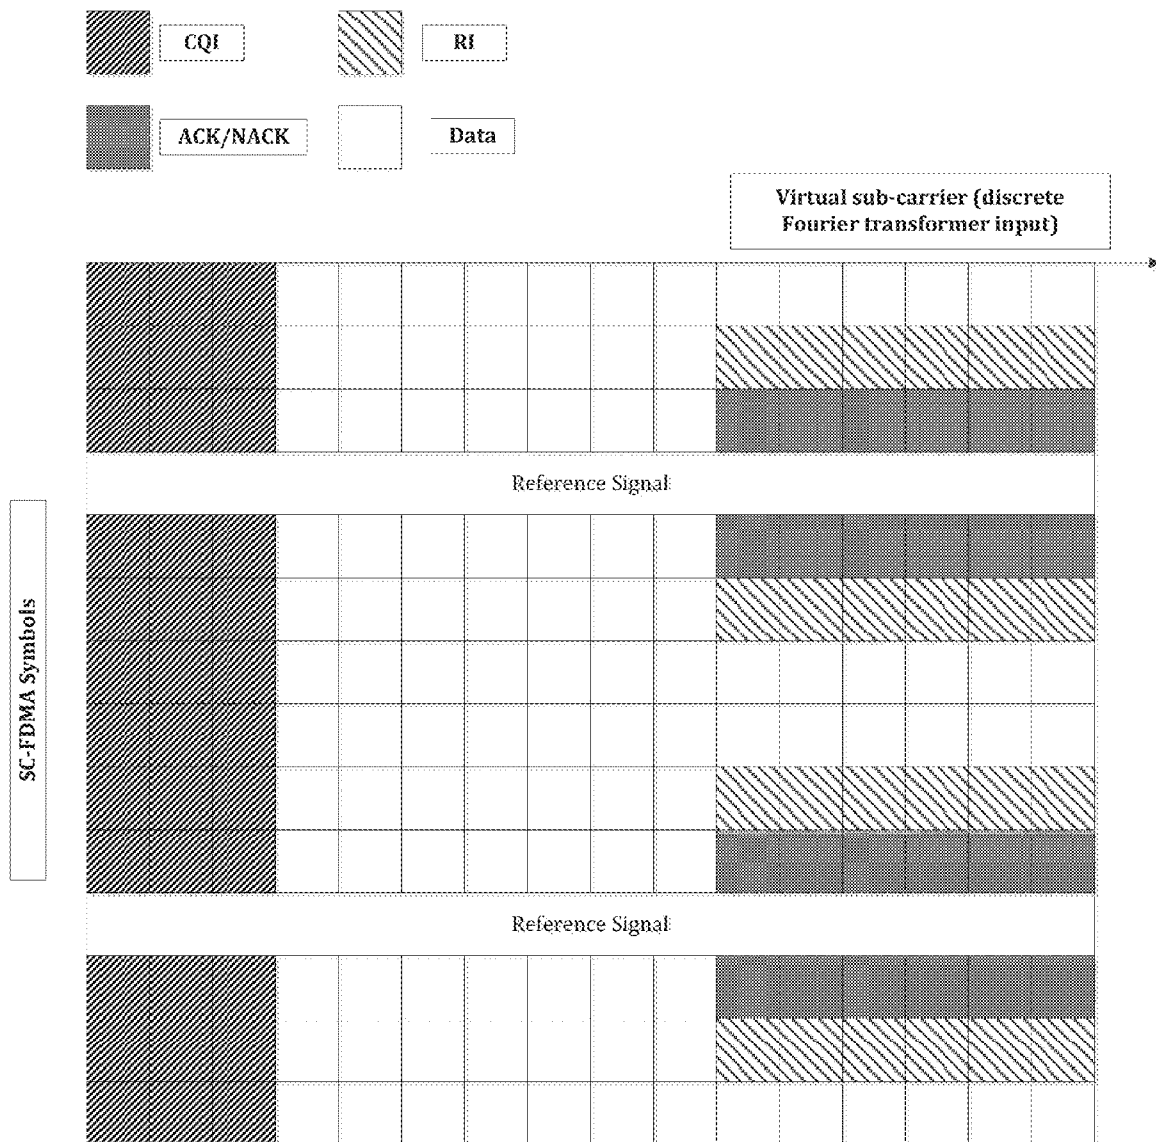 CQI
RI
ACK/NACK
Data
Virtual sub-carrier (discrete
Fourier transformer input)
Reference Signal
SC-FDMA Symbols
Reference Signal